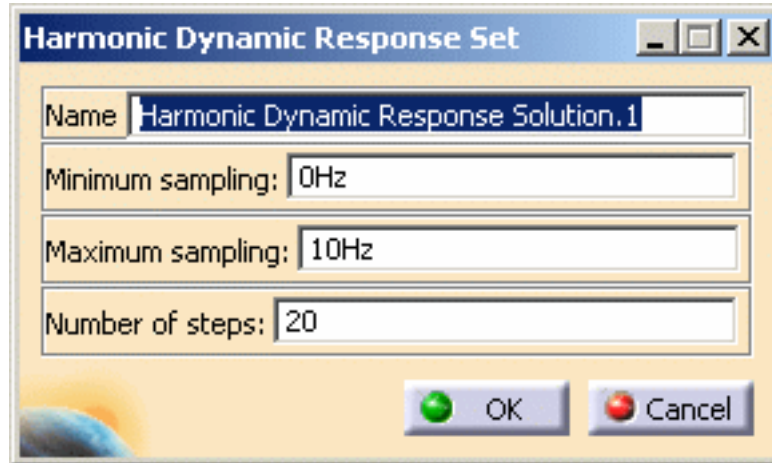 Harmonic Dynamic Response Set
Name Harmonic Dynamic Response Solution.1
Minimum sampling: 0Hz
Maximum sampling: 10Hz
Number of steps: 20
OK Cancel